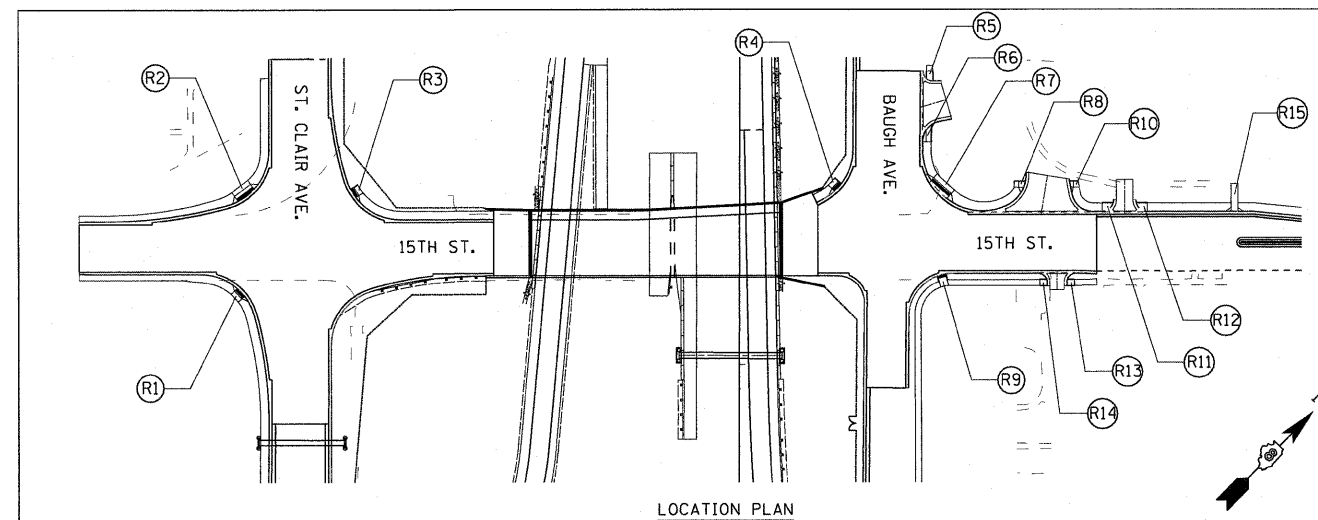 R5
R4
R6
R2
R3
R7
R8
R10
R15
ST. CLAIR AVE.
BAUGH AVE.
15TH ST.
15TH ST.
R12
R1
R11
R9
R13
R14
LOCATION PLAN